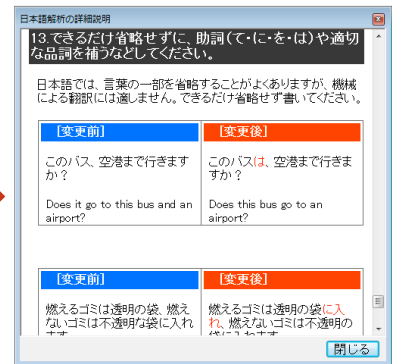 日本語解析の詳細説明
13.できるだけ省略せずに、助詞(て・に・を・は)や適切
な品詞を補うなどしてください。
日本語では、言葉の一部を省略することがよくありますが、機械
による翻訳には適しません。できるだけ省略せず書いてください。
[変更前]
[変更後]
このバス、空港まで行きます
か？
このバスは、空港まで行きま
すか？
Does it go to this bus and an
airport?
Does this bus go to an
airport?
[変更前]
[変更後]
燃えるゴミは透明の袋、燃え
ないゴミは不透明な袋に入れ
燃えるゴミは透明の袋に入
れ、燃えないゴミは不透明の
閉じる